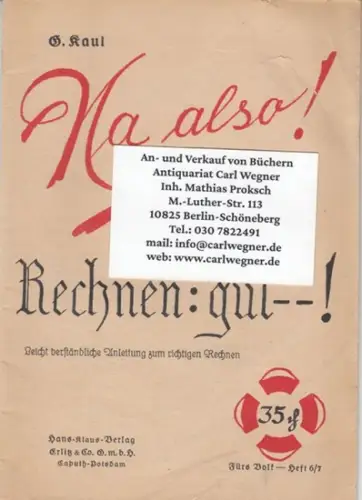 G. Kaul
Na also!
An- und Verkauf von Büchern
Antiquariat Carl Wegner
Inh. Mathias Proksch
M.-Luther-Str. 113
10825 Berlin-Schöneberg
Tel.: 030 7822491
mail: info@carlwegner.de
web: www.carlwegner.de
Rechnen: gut--!
Leicht verständliche Anleitung zum richtigen Rechnen
35 ₰
Hans-Klaus-Verlag
Erlitz & Co. G. m. b. H.
Caputh-Potsdam
Fürs Volk — Heft 6/7